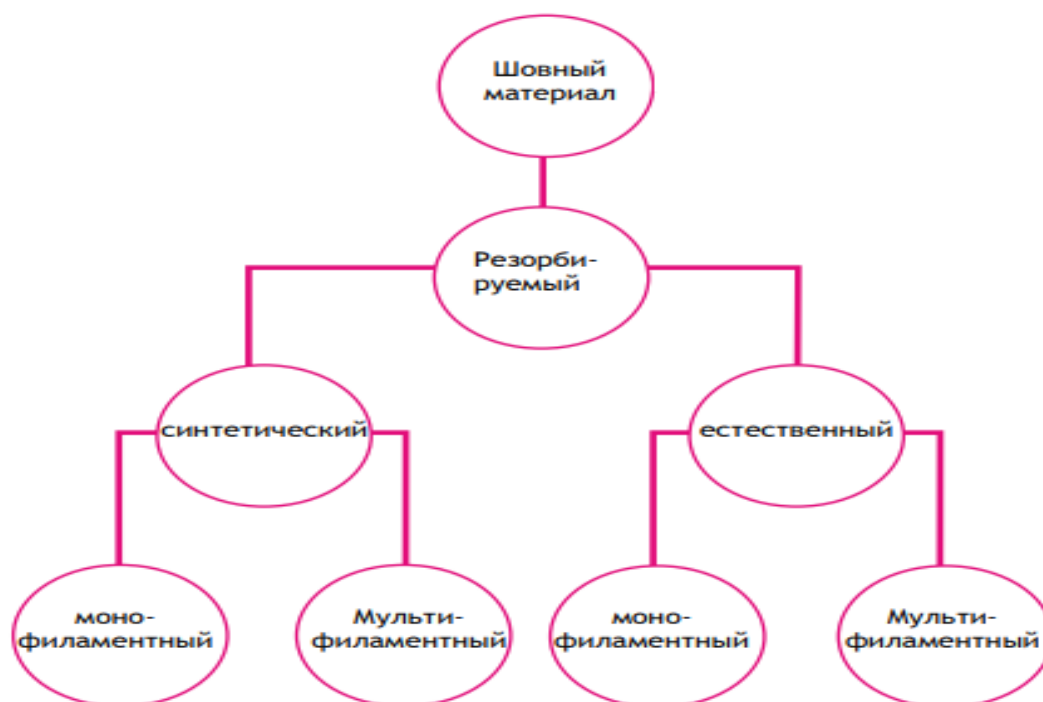 Шовный
материал
Резорби-
руемый
синтетический
естественный
моно-
филаментный
Мульти-
филаментный
моно-
филаментный
Мульти-
филаментный